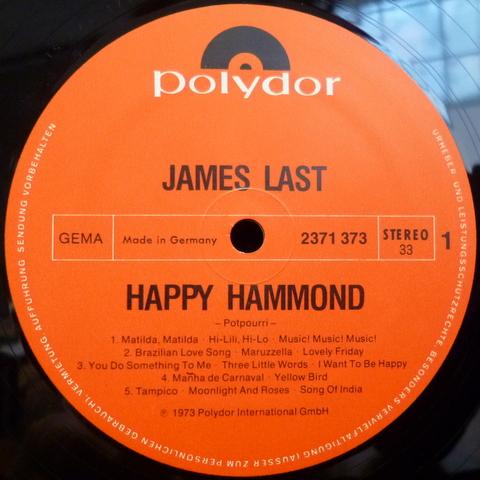 polydor
JAMES LAST
GEMA
Made in Germany
2371 373
STEREO
33
1
HAPPY HAMMOND
– Potpourri –
1. Matilda, Matilda · Hi-Lili, Hi-Lo · Music! Music! Music!
2. Brazilian Love Song · Maruzzella · Lovely Friday
3. You Do Something To Me · Three Little Words · I Want To Be Happy
4. Manha de Carnaval · Yellow Bird
5. Tampico · Moonlight And Roses · Song Of India
℗ 1973 Polydor International GmbH
URHEBER- UND LEISTUNGSSCHUTZRECHTE, BESONDERS VERVIELFÄLTIGUNG (AUSSER ZUM PERSÖNLICHEN GEBRAUCH), VERMIETUNG, AUFFÜHRUNG, SENDUNG VORBEHALTEN